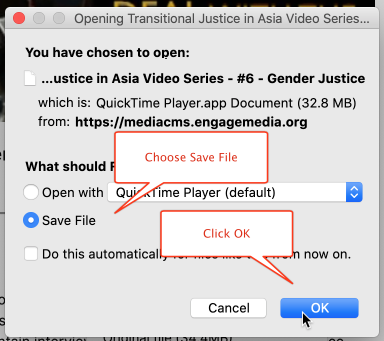 Opening Transitional Justice in Asia Video Series...
You have chosen to open:
...ustice in Asia Video Series - #6 - Gender Justice
which is: QuickTime Player.app Document (32.8 MB)
from: https://mediacms.engagemedia.org
What should
Choose Save File
Open with QuickTime Player (default)
Save File
Click OK
Do this automatically for files like this from now on.
Cancel
OK